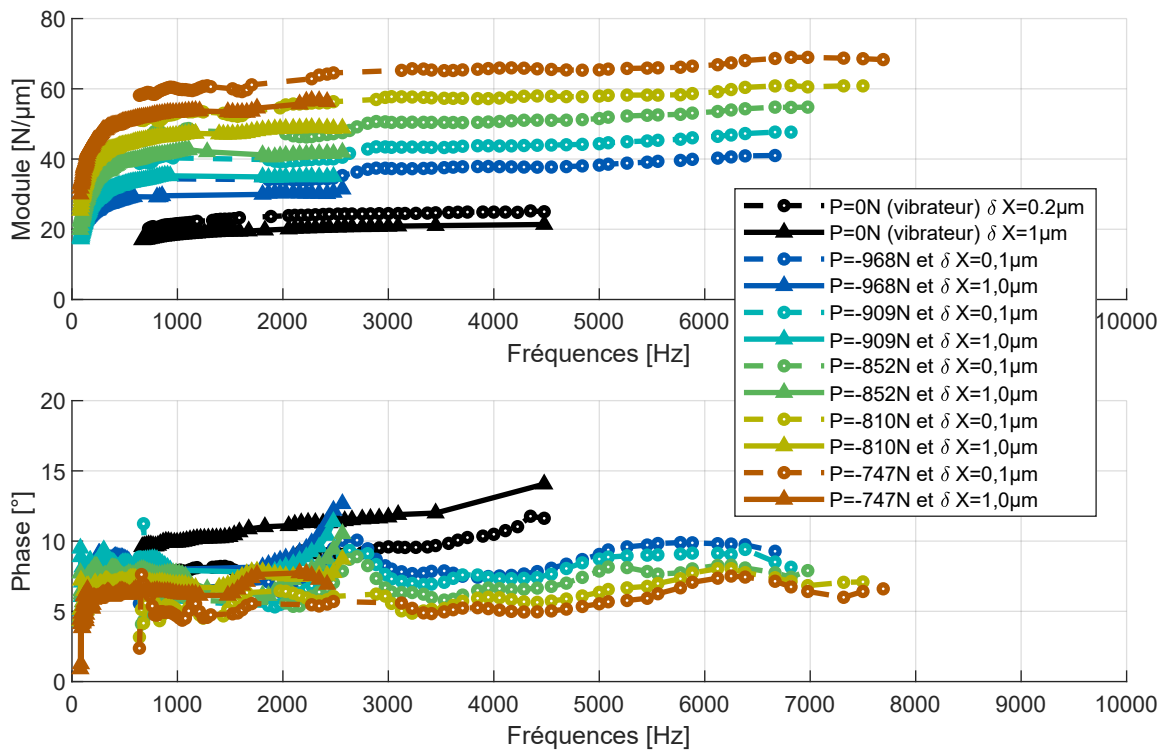 80
60
40
20
0
Module [N/µm]
0 1000 2000 3000 4000 5000 6000 10000
Fréquences [Hz]
P=0N (vibrateur) δ X=0.2µm
P=0N (vibrateur) δ X=1µm
P=-968N et δ X=0,1µm
P=-968N et δ X=1,0µm
P=-909N et δ X=0,1µm
P=-909N et δ X=1,0µm
P=-852N et δ X=0,1µm
P=-852N et δ X=1,0µm
P=-810N et δ X=0,1µm
P=-810N et δ X=1,0µm
P=-747N et δ X=0,1µm
P=-747N et δ X=1,0µm
20
15
10
5
0
Phase [°]
0 1000 2000 3000 4000 5000 6000 7000 8000 9000 10000
Fréquences [Hz]